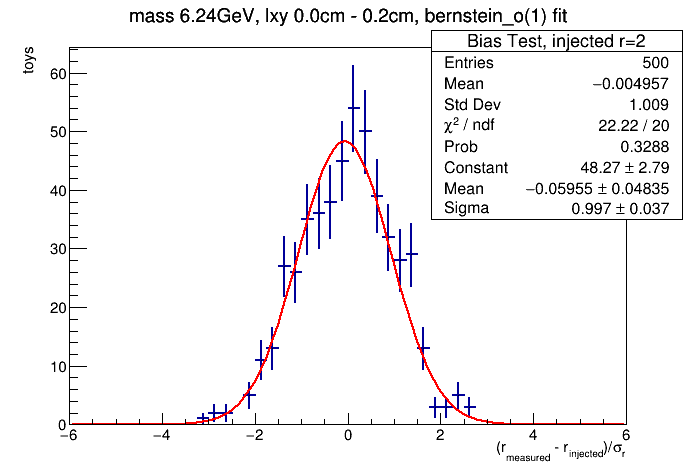 mass 6.24GeV, lxy 0.0cm - 0.2cm, bernstein_o(1) fit
toys
Bias Test, injected r=2
Entries 500
Mean −0.004957
Std Dev 1.009
χ² / ndf 22.22 / 20
Prob 0.3288
Constant 48.27 ± 2.79
Mean −0.05955 ± 0.04835
Sigma 0.997 ± 0.037
60
50
40
30
20
10
0
−6 −4 −2 0 2 4 6
(r_measured - r_injected)/σ_r